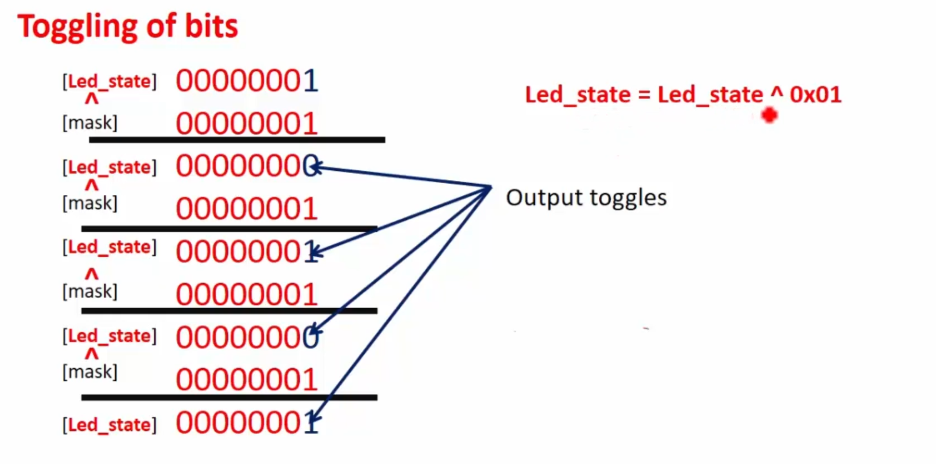 Toggling of bits
[Led_state] 00000001
^
[mask] 00000001
[Led_state] 00000000
^
[mask] 00000001
[Led_state] 00000001
^
[mask] 00000001
[Led_state] 00000000
^
[mask] 00000001
[Led_state] 00000001
Led_state = Led_state ^ 0x01
Output toggles